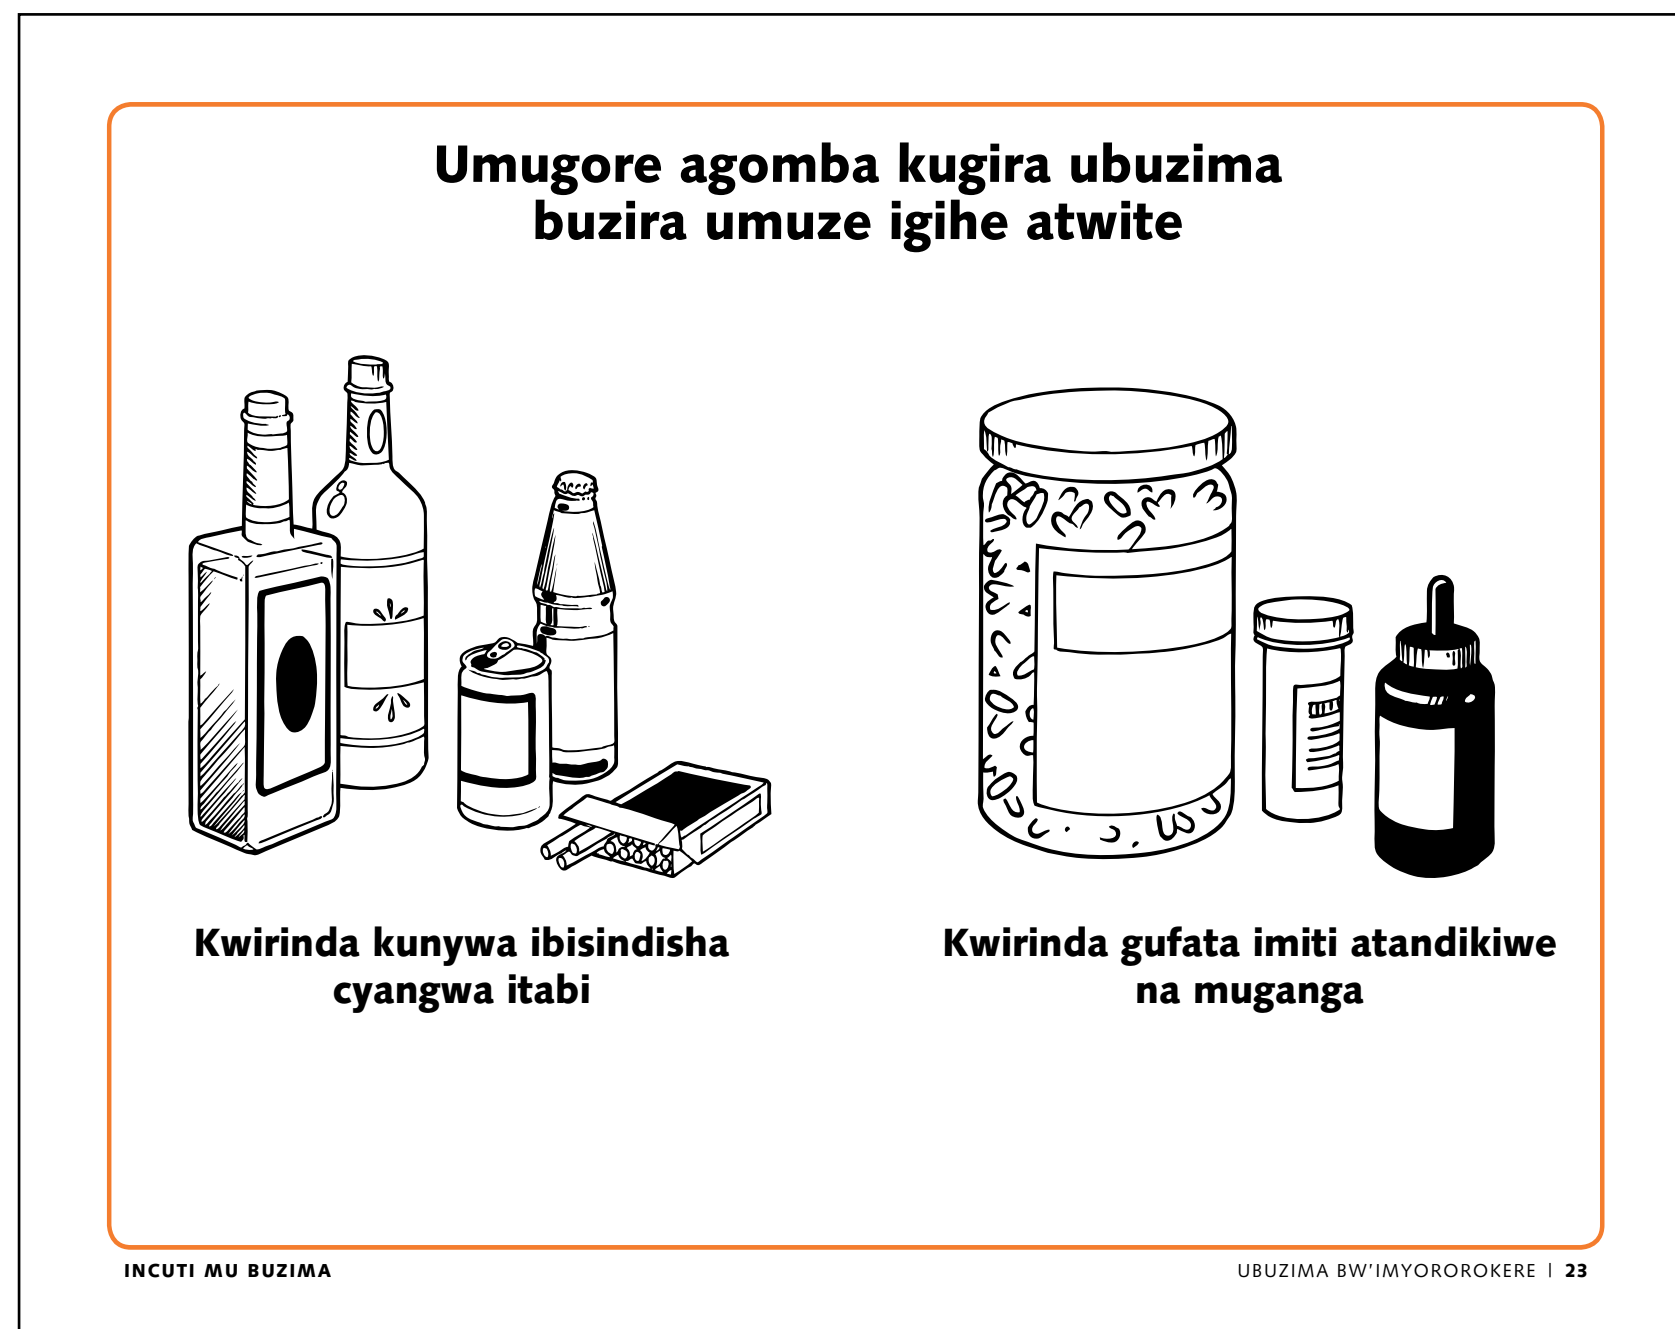 Umugore agomba kugira ubuzima
buzira umuze igihe atwite
Kwirinda kunywa ibisindisha
cyangwa itabi
Kwirinda gufata imiti atandikiwe
na muganga
INCUTI MU BUZIMA
UBUZIMA BW'IMYOROROKERE | 23